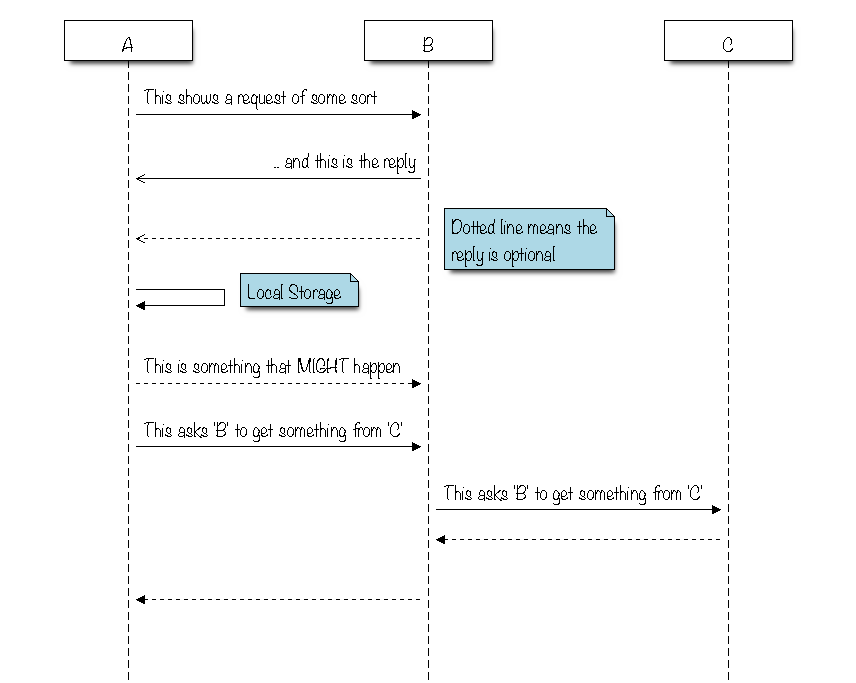 A
B
C
This shows a request of some sort
.. and this is the reply
Dotted line means the
reply is optional
Local Storage
This is something that MIGHT happen
This asks 'B' to get something from 'C'
This asks 'B' to get something from 'C'